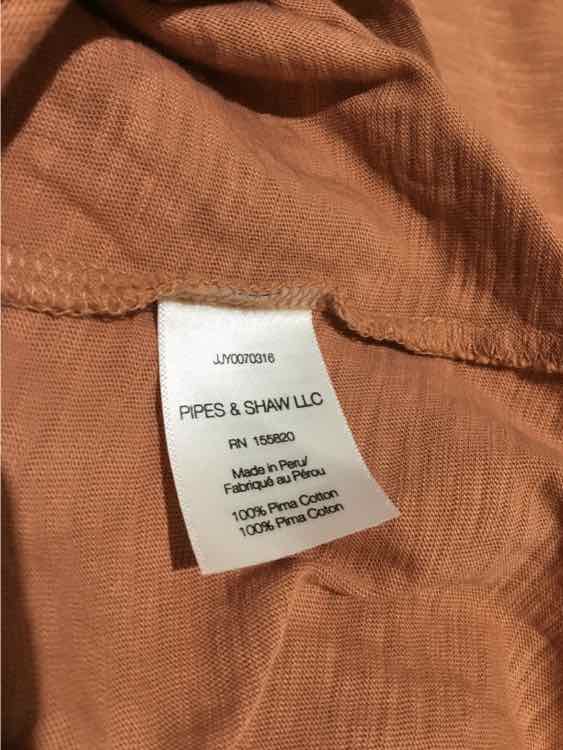 JJY0070316
PIPES & SHAW LLC
RN 155820
Made in Peru/
Fabriqué au Pérou
100% Pima Cotton
100% Pima Coton